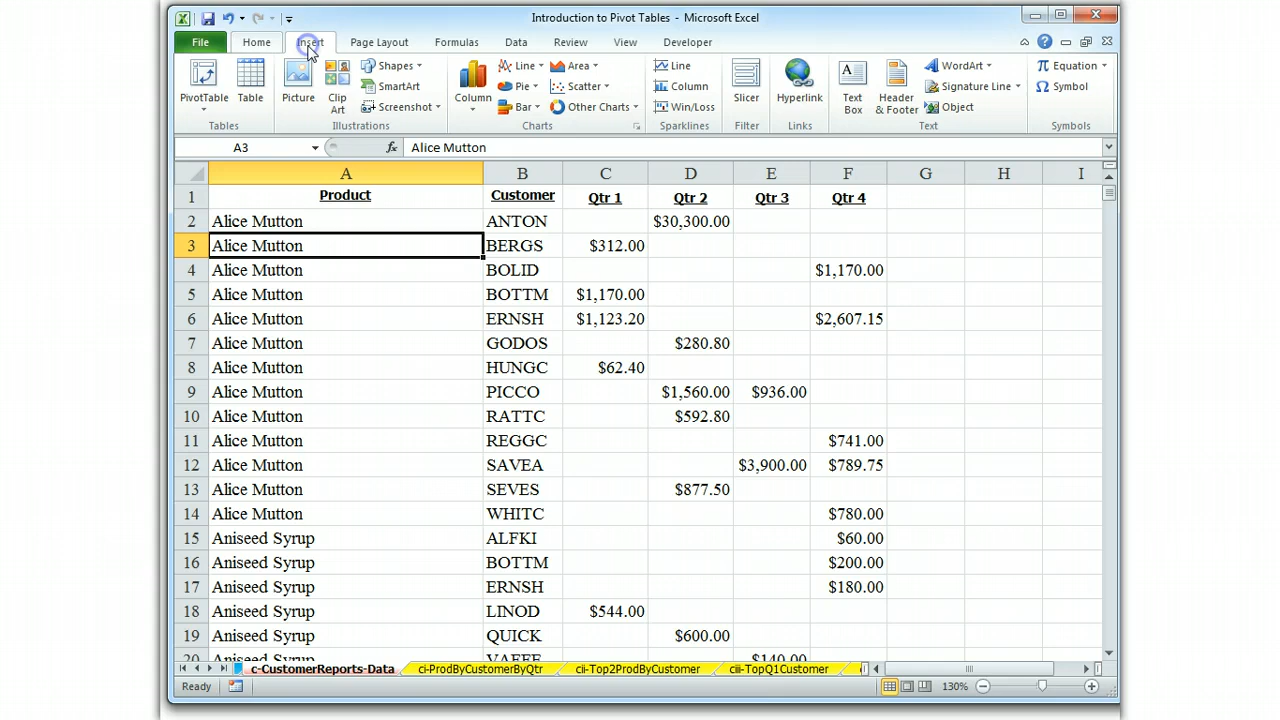 Introduction to Pivot Tables - Microsoft Excel
File Home Insert Page Layout Formulas Data Review View Developer
PivotTable Table Picture Clip Art Shapes SmartArt Screenshot Column Line Pie Bar Area Scatter Other Charts Line Column Win/Loss Slicer Hyperlink Text Box Header & Footer WordArt Signature Line Object Equation Symbol
Tables Illustrations Charts Sparklines Filter Links Text Symbols
A3 fx Alice Mutton
A B C D E F G H I
1 Product Customer Qtr 1 Qtr 2 Qtr 3 Qtr 4
2 Alice Mutton ANTON $30,300.00
3 Alice Mutton BERGS $312.00
4 Alice Mutton BOLID $1,170.00
5 Alice Mutton BOTTM $1,170.00
6 Alice Mutton ERNSH $1,123.20 $2,607.15
7 Alice Mutton GODOS $280.80
8 Alice Mutton HUNGC $62.40
9 Alice Mutton PICCO $1,560.00 $936.00
10 Alice Mutton RATTC $592.80
11 Alice Mutton REGGC $741.00
12 Alice Mutton SAVEA $3,900.00 $789.75
13 Alice Mutton SEVES $877.50
14 Alice Mutton WHITC $780.00
15 Aniseed Syrup ALFKI $60.00
16 Aniseed Syrup BOTTM $200.00
17 Aniseed Syrup ERNSH $180.00
18 Aniseed Syrup LINOD $544.00
19 Aniseed Syrup QUICK $600.00
20 Aniseed Syrup $140.00
c-CustomerReports-Data ci-ProdByCustomerByQtr cii-Top2ProdByCustomer ciii-TopQ1Customer
Ready 130%